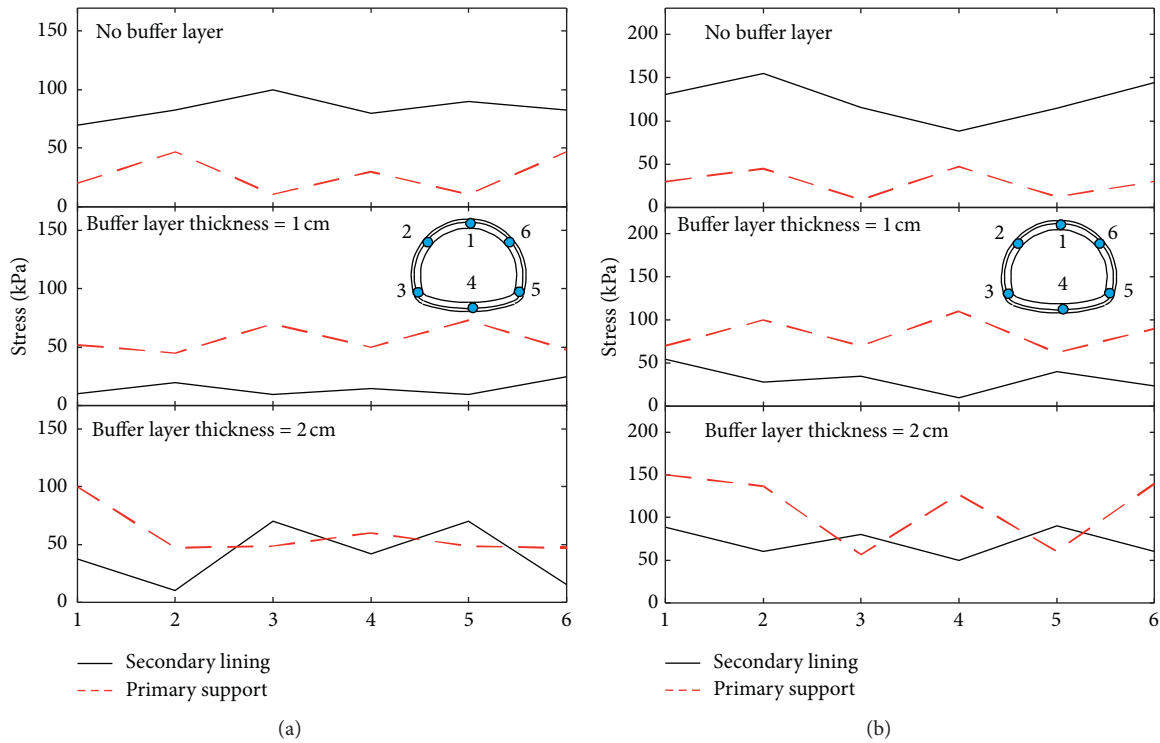 150
No buffer layer
100
50
0
Buffer layer thickness = 1 cm
150
2
6
1
100
4
3
5
50
0
Buffer layer thickness = 2 cm
100
50
0
1 2 3 4 5 6
Stress (kPa)
Secondary lining
Primary support
(a)
200
No buffer layer
150
100
50
0
Buffer layer thickness = 1 cm
200
2
6
1
150
4
3
5
100
50
0
Buffer layer thickness = 2 cm
200
150
100
50
0
1 2 3 4 5 6
Stress (kPa)
Secondary lining
Primary support
(b)